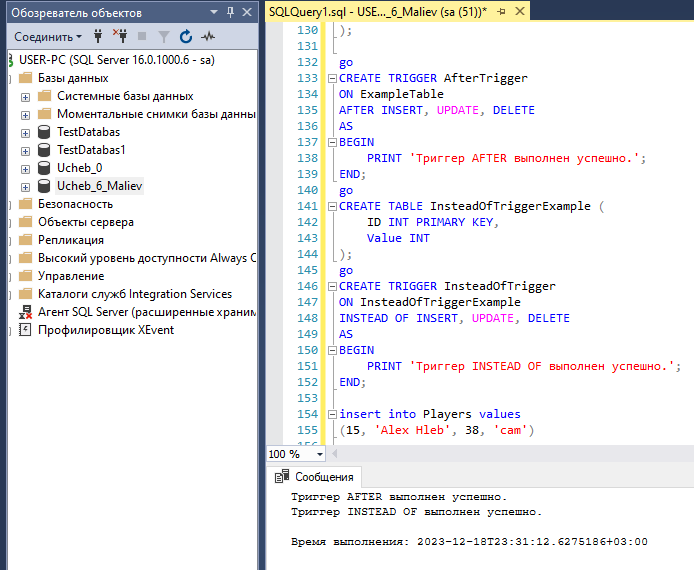 Обозреватель объектов
Соединить
USER-PC (SQL Server 16.0.1000.6 - sa)
Базы данных
Системные базы данных
Моментальные снимки базы данны
TestDatabas
TestDatabas1
Ucheb_0
Ucheb_6_Maliev
Безопасность
Объекты сервера
Репликация
Высокий уровень доступности Always O
Управление
Каталоги служб Integration Services
Агент SQL Server (расширенные храним
Профилировщик XEvent
SQLQuery1.sql - USE..._6_Maliev (sa (51))*
130 );
131
132 go
133 CREATE TRIGGER AfterTrigger
134 ON ExampleTable
135 AFTER INSERT, UPDATE, DELETE
136 AS
137 BEGIN
138 PRINT 'Триггер AFTER выполнен успешно.';
139 END;
140 go
141 CREATE TABLE InsteadOfTriggerExample (
142 ID INT PRIMARY KEY,
143 Value INT
144 );
145 go
146 CREATE TRIGGER InsteadOfTrigger
147 ON InsteadOfTriggerExample
148 INSTEAD OF INSERT, UPDATE, DELETE
149 AS
150 BEGIN
151 PRINT 'Триггер INSTEAD OF выполнен успешно.';
152 END;
153
154 insert into Players values
155 (15, 'Alex Hleb', 38, 'cam')
100 %
Сообщения
Триггер AFTER выполнен успешно.
Триггер INSTEAD OF выполнен успешно.
Время выполнения: 2023-12-18T23:31:12.6275186+03:00